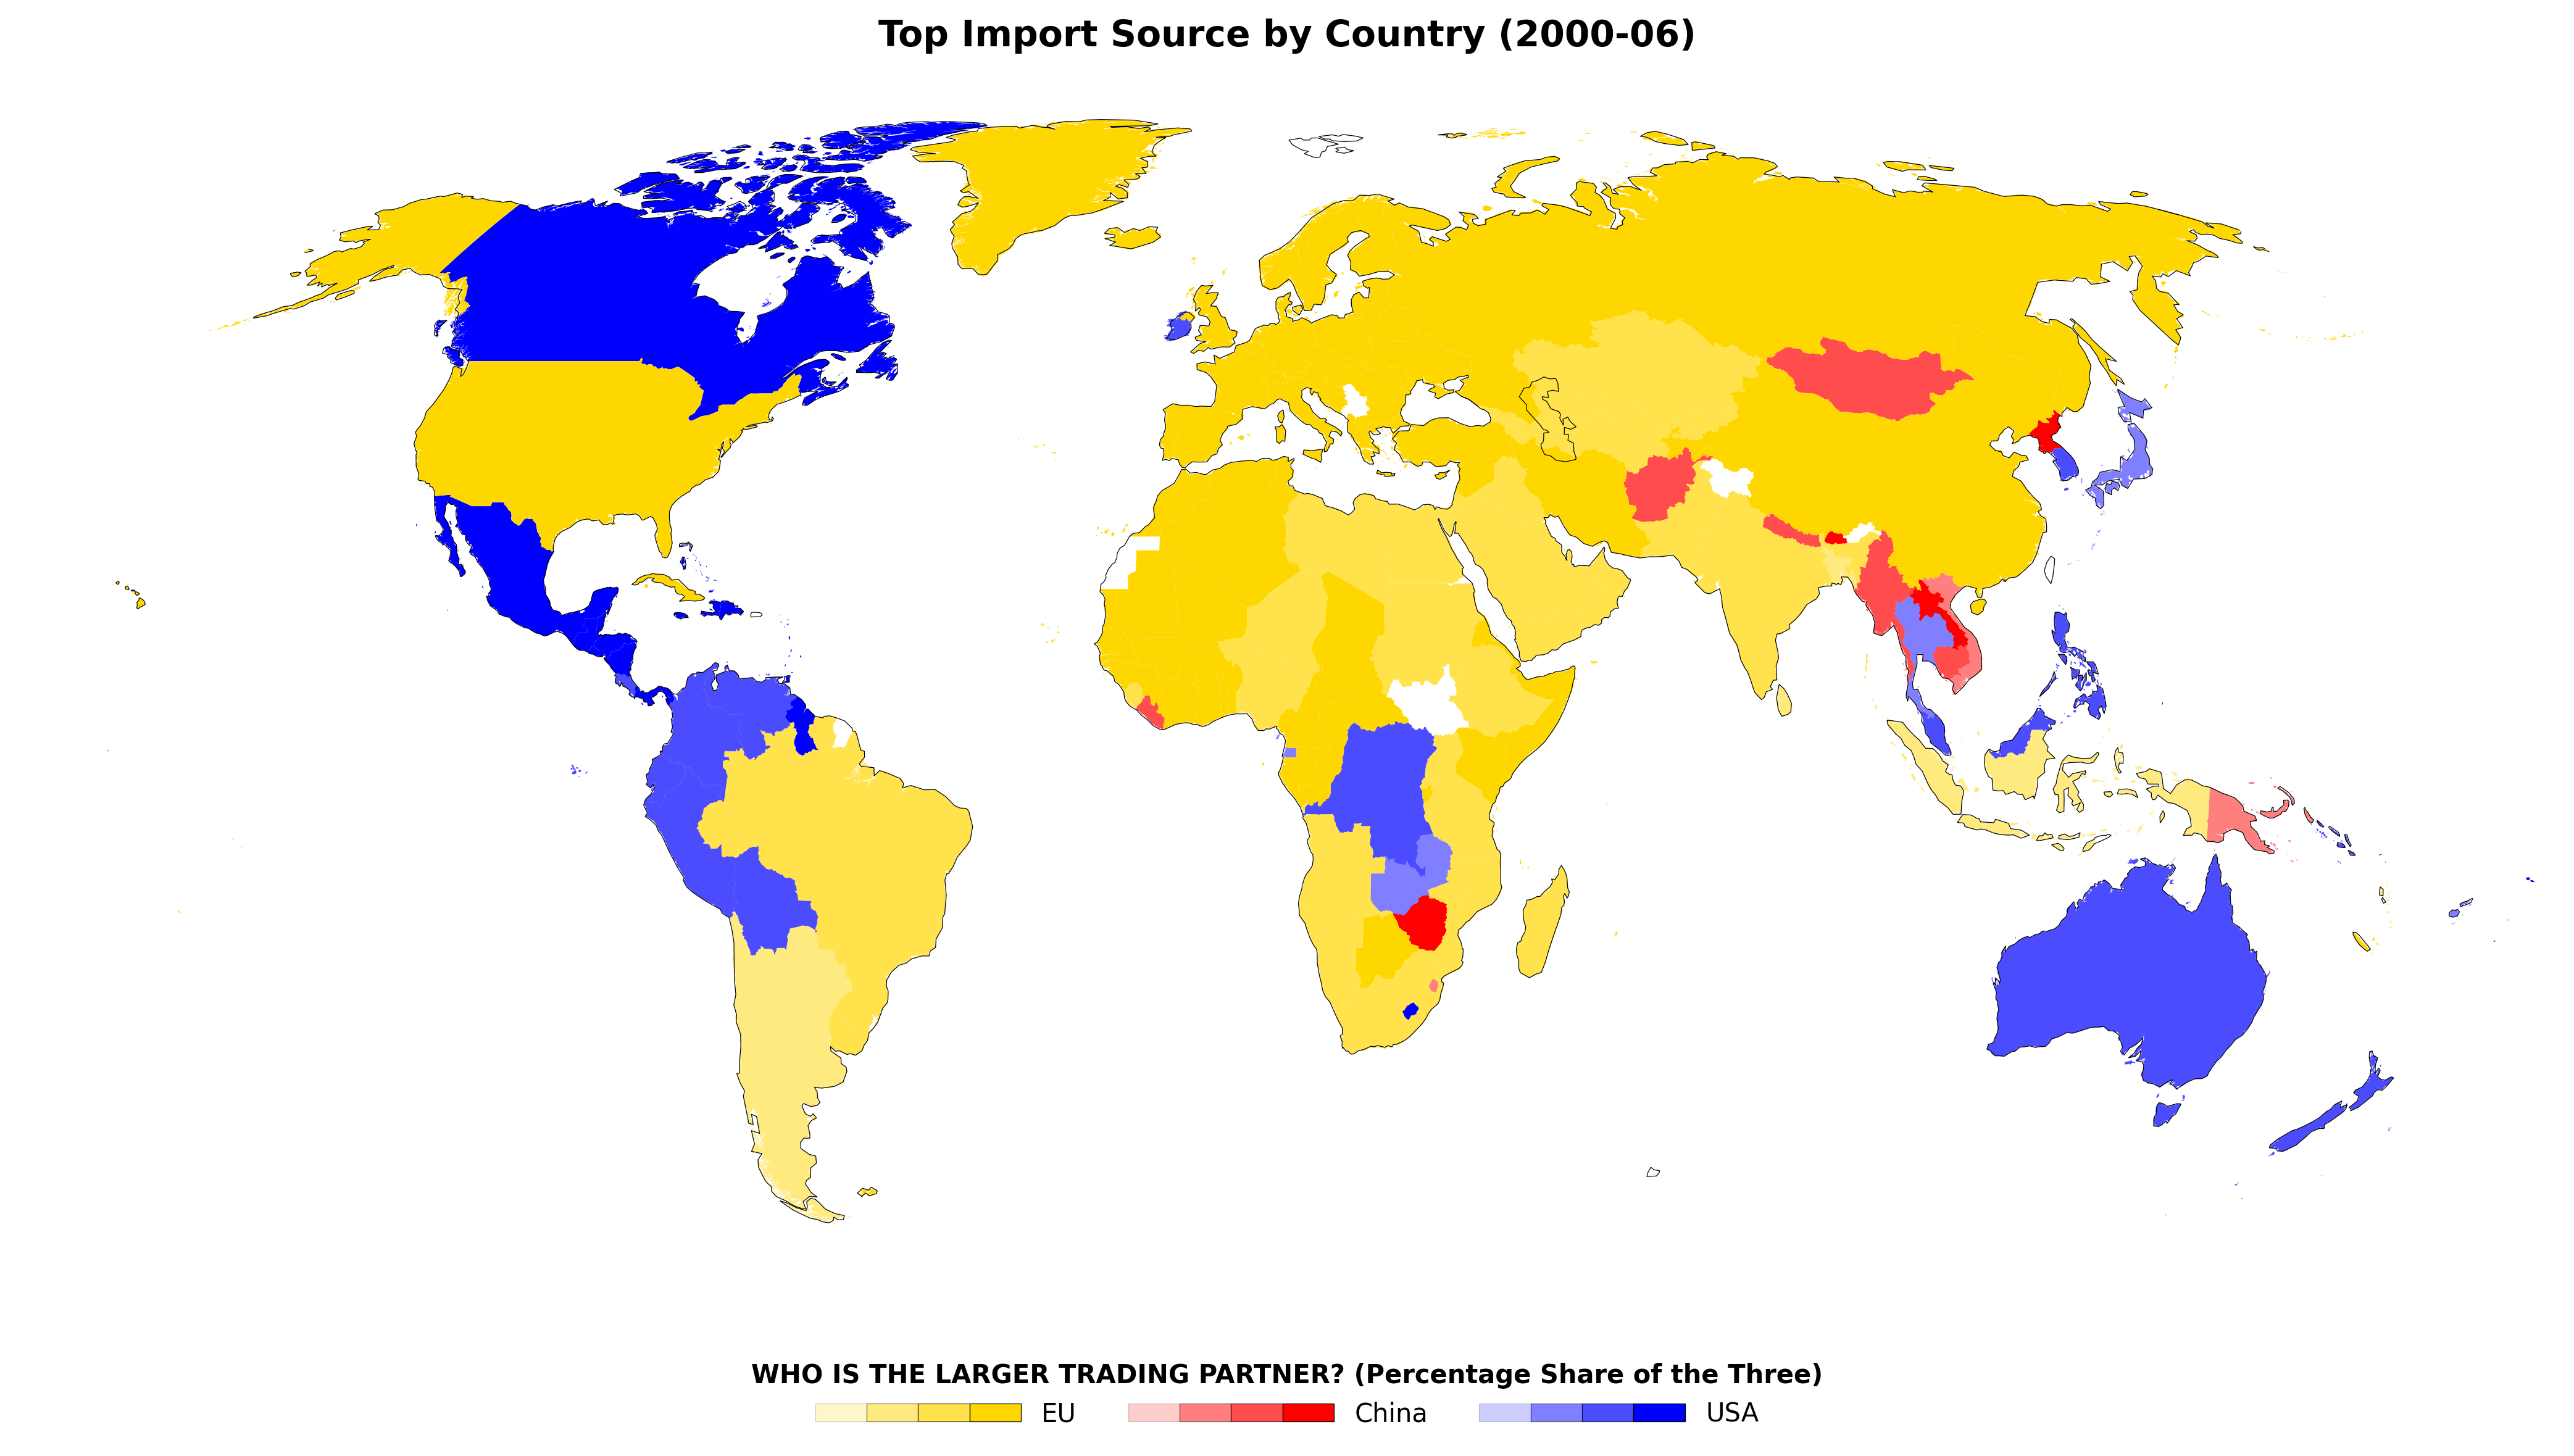 Top Import Source by Country (2000-06)
WHO IS THE LARGER TRADING PARTNER? (Percentage Share of the Three)
EU China USA